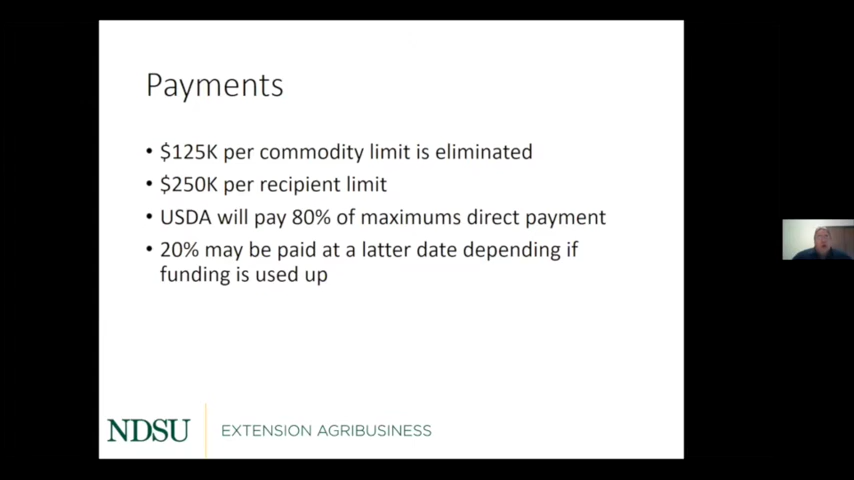 Payments
• $125K per commodity limit is eliminated
• $250K per recipient limit
• USDA will pay 80% of maximums direct payment
• 20% may be paid at a latter date depending if
funding is used up
NDSU EXTENSION AGRIBUSINESS